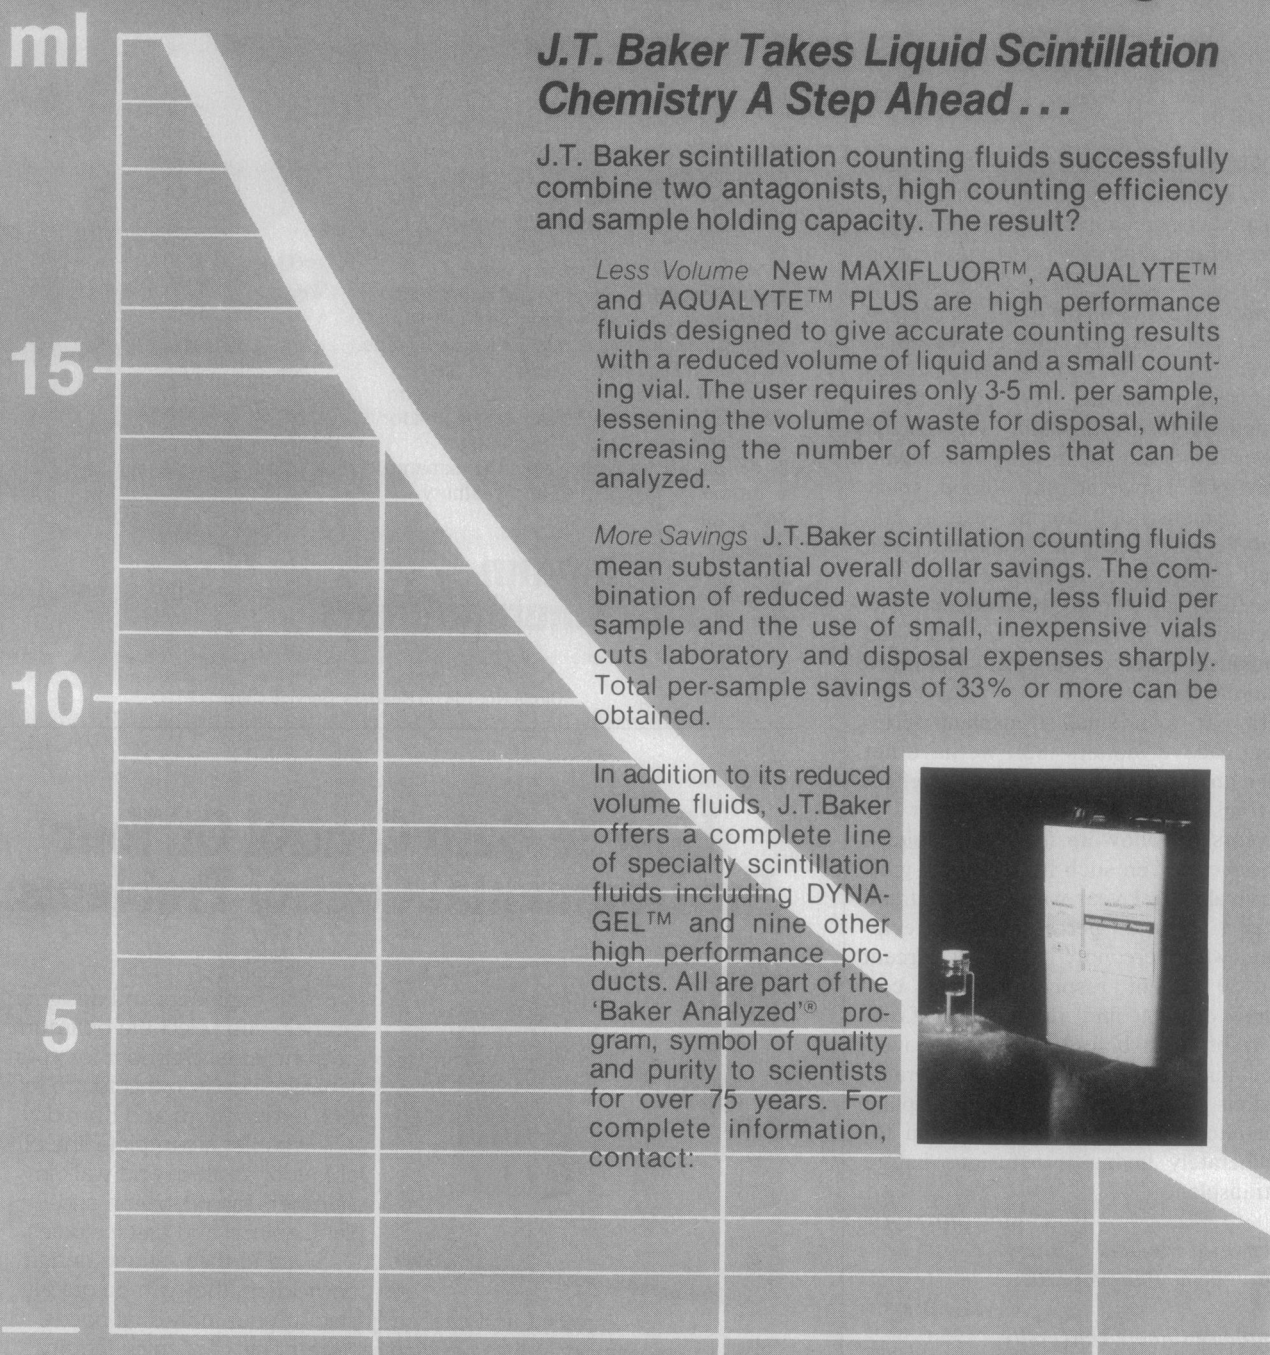 ml
15
10
5
J.T. Baker Takes Liquid Scintillation
Chemistry A Step Ahead...
J.T. Baker scintillation counting fluids successfully
combine two antagonists, high counting efficiency
and sample holding capacity. The result?
Less Volume New MAXIFLUOR™, AQUALYTE™
and AQUALYTE™ PLUS are high performance
fluids designed to give accurate counting results
with a reduced volume of liquid and a small count-
ing vial. The user requires only 3-5 ml. per sample,
lessening the volume of waste for disposal, while
increasing the number of samples that can be
analyzed.
More Savings J.T.Baker scintillation counting fluids
mean substantial overall dollar savings. The com-
bination of reduced waste volume, less fluid per
sample and the use of small, inexpensive vials
cuts laboratory and disposal expenses sharply.
Total per-sample savings of 33% or more can be
obtained.
In addition to its reduced
volume fluids, J.T.Baker
offers a complete line
of specialty scintillation
fluids including DYNA-
GEL™ and nine other
high performance pro-
ducts. All are part of the
'Baker Analyzed'® pro-
gram, symbol of quality
and purity to scientists
for over 75 years. For
complete information,
contact: